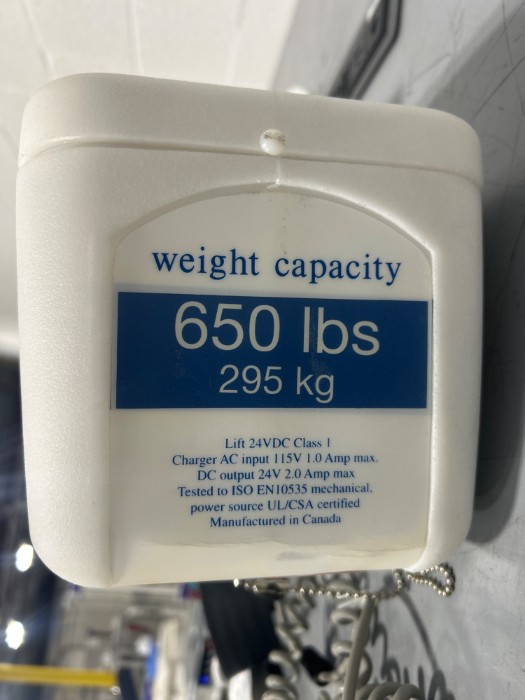 weight capacity
650 lbs
295 kg
Lift 24VDC Class 1
Charger AC input 115V 1.0 Amp max.
DC output 24V 2.0 Amp max
Tested to ISO EN10535 mechanical,
power source UL/CSA certified
Manufactured in Canada